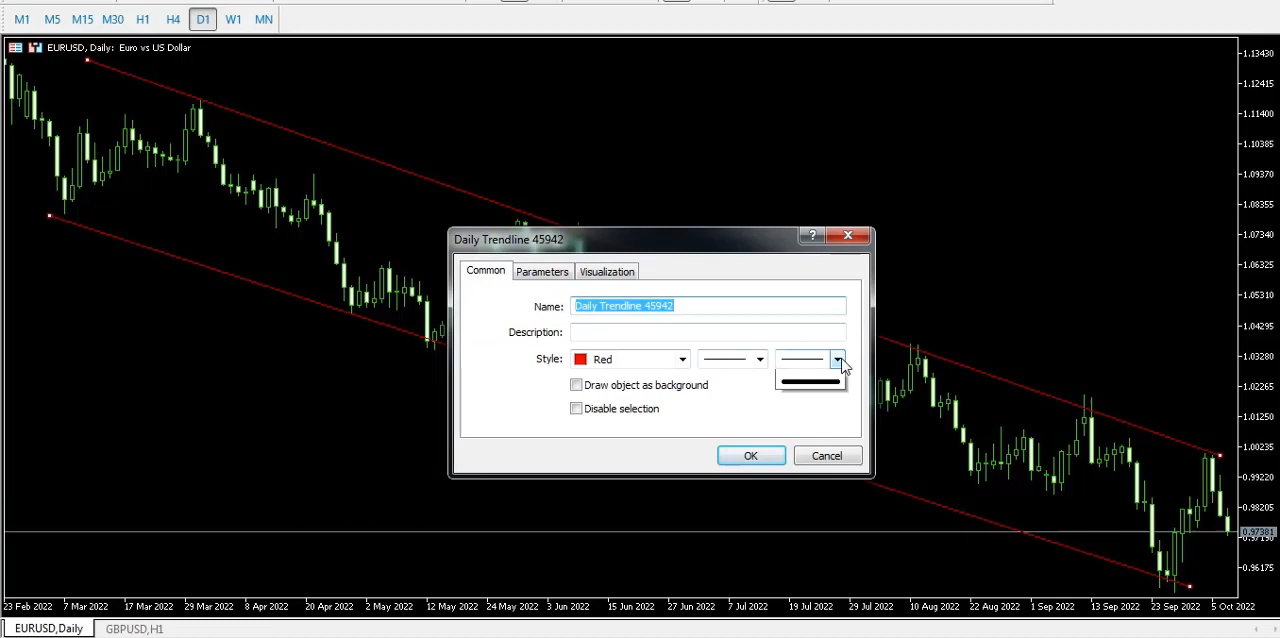 M1 M5 M15 M30 H1 H4 D1 W1 MN
EURUSD, Daily: Euro vs US Dollar
1.13430
1.12415
1.11400
1.10385
1.09370
1.08355
1.07340
1.06325
1.05310
1.04295
1.03280
1.02265
1.01250
1.00235
0.99220
0.98205
0.97381
0.96175
Daily Trendline 45942
?
Common Parameters Visualization
Name: Daily Trendline 45942
Description:
Style: Red
Draw object as background
Disable selection
OK Cancel
23 Feb 2022 7 Mar 2022 17 Mar 2022 29 Mar 2022 8 Apr 2022 20 Apr 2022 2 May 2022 12 May 2022 24 May 2022 3 Jun 2022 15 Jun 2022 27 Jun 2022 7 Jul 2022 19 Jul 2022 29 Jul 2022 10 Aug 2022 22 Aug 2022 1 Sep 2022 13 Sep 2022 23 Sep 2022 5 Oct 2022
EURUSD,Daily GBPUSD,H1